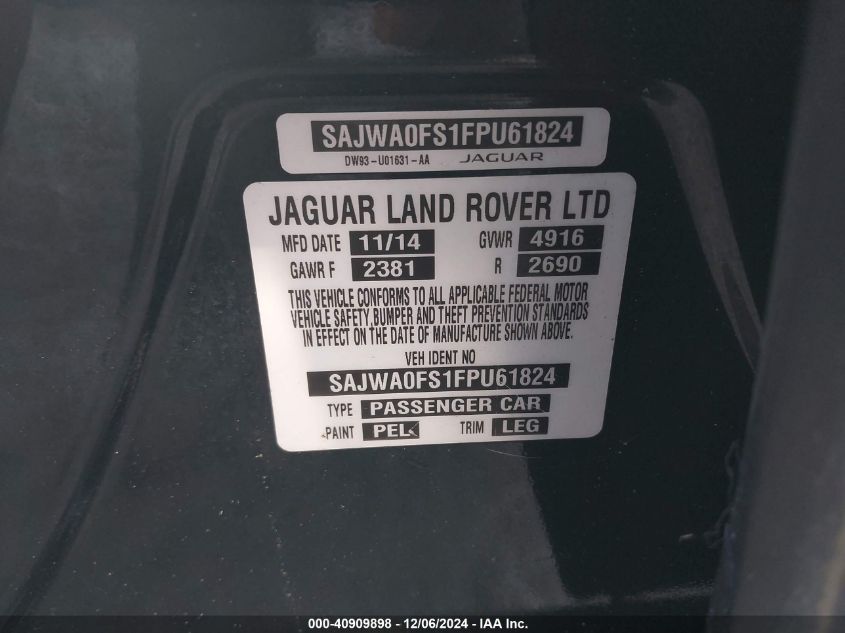 SAJWA0FS1FPU61824
DW93-U01631-AA JAGUAR
JAGUAR LAND ROVER LTD
MFD DATE 11/14 GVWR 4916
GAWR F 2381 R 2690
THIS VEHICLE CONFORMS TO ALL APPLICABLE FEDERAL MOTOR
VEHICLE SAFETY, BUMPER AND THEFT PREVENTION STANDARDS
IN EFFECT ON THE DATE OF MANUFACTURE SHOWN ABOVE.
VEH IDENT NO
SAJWA0FS1FPU61824
TYPE PASSENGER CAR
PAINT PEL TRIM LEG
000-40909898 - 12/06/2024 - IAA Inc.